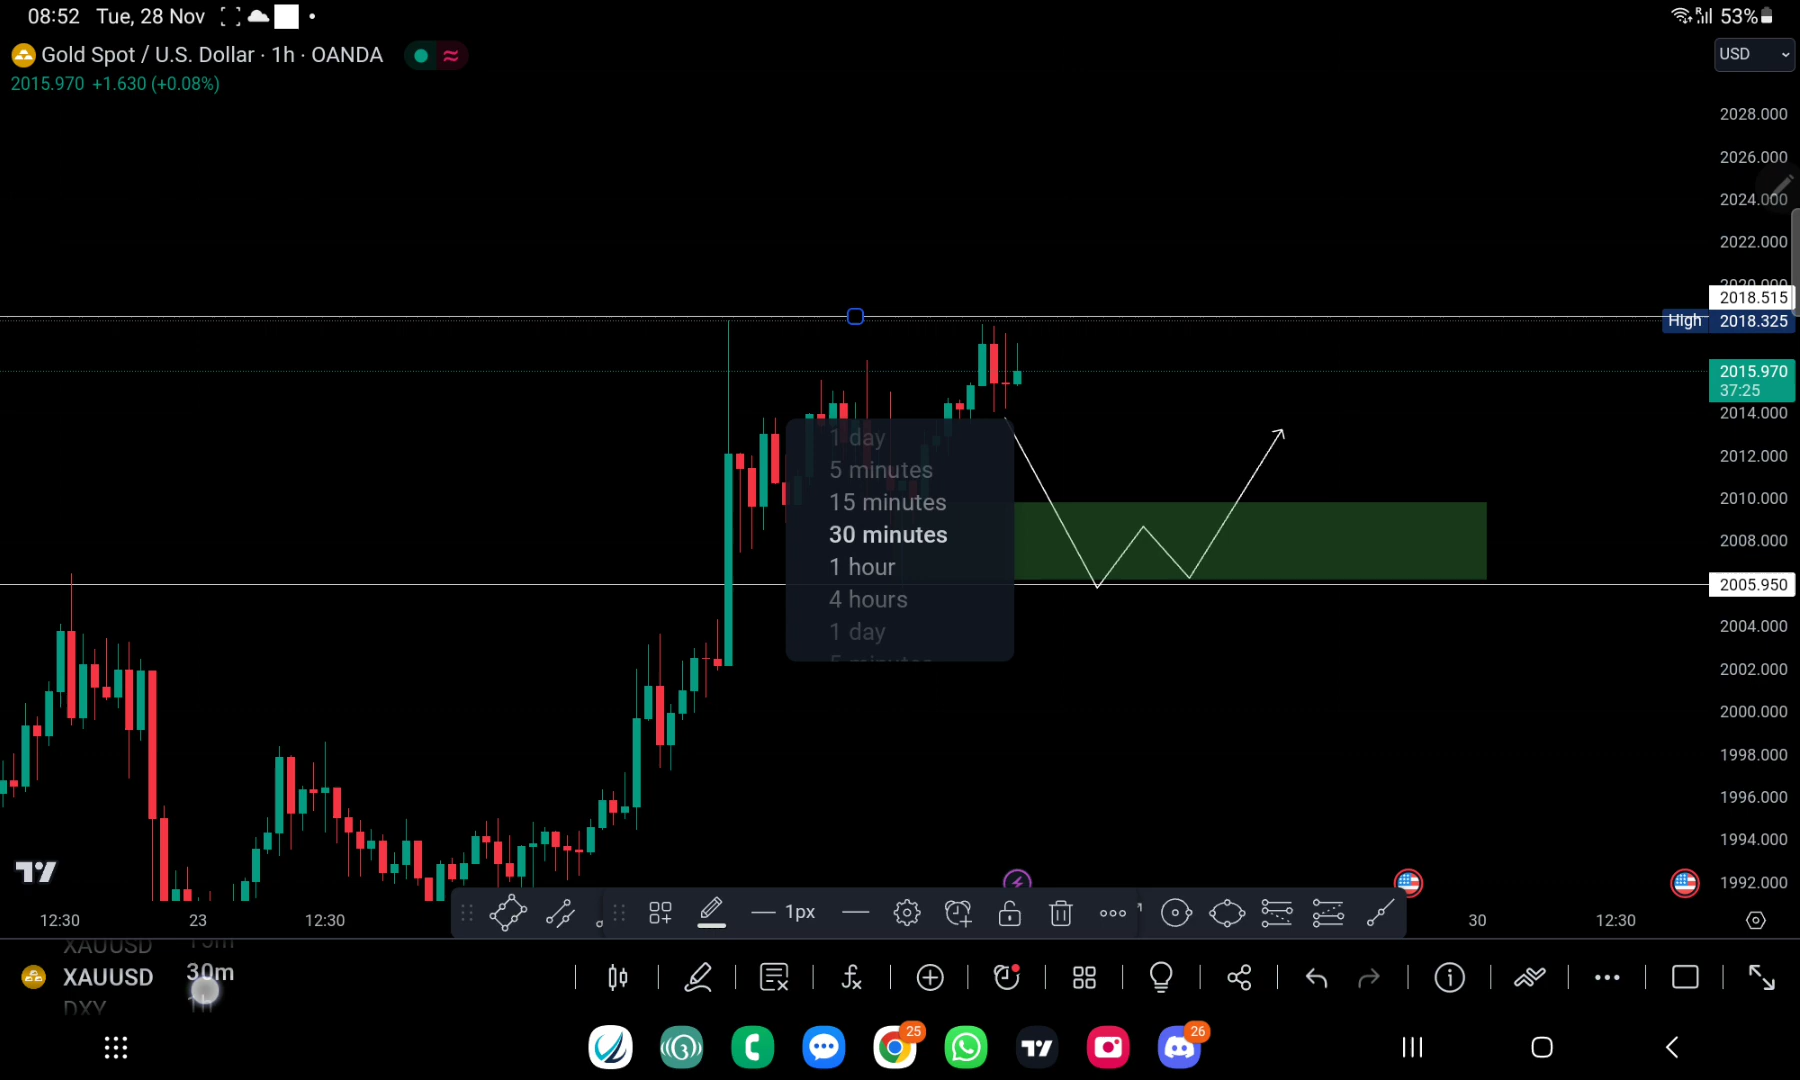 08:52 Tue, 28 Nov
53%
Gold Spot / U.S. Dollar · 1h · OANDA
USD
2015.970 +1.630 (+0.08%)
2028.000
2026.000
2024.000
2022.000
2018.515
High 2018.325
2015.970
37:25
2014.000
2012.000
2010.000
2008.000
2005.950
2004.000
2002.000
2000.000
1998.000
1996.000
1994.000
1992.000
1 day
5 minutes
15 minutes
30 minutes
1 hour
4 hours
1 day
5 minutes
12:30 23 12:30 30 12:30
1px
XAUUSD 15m
XAUUSD 30m
DXY 1h
25
26